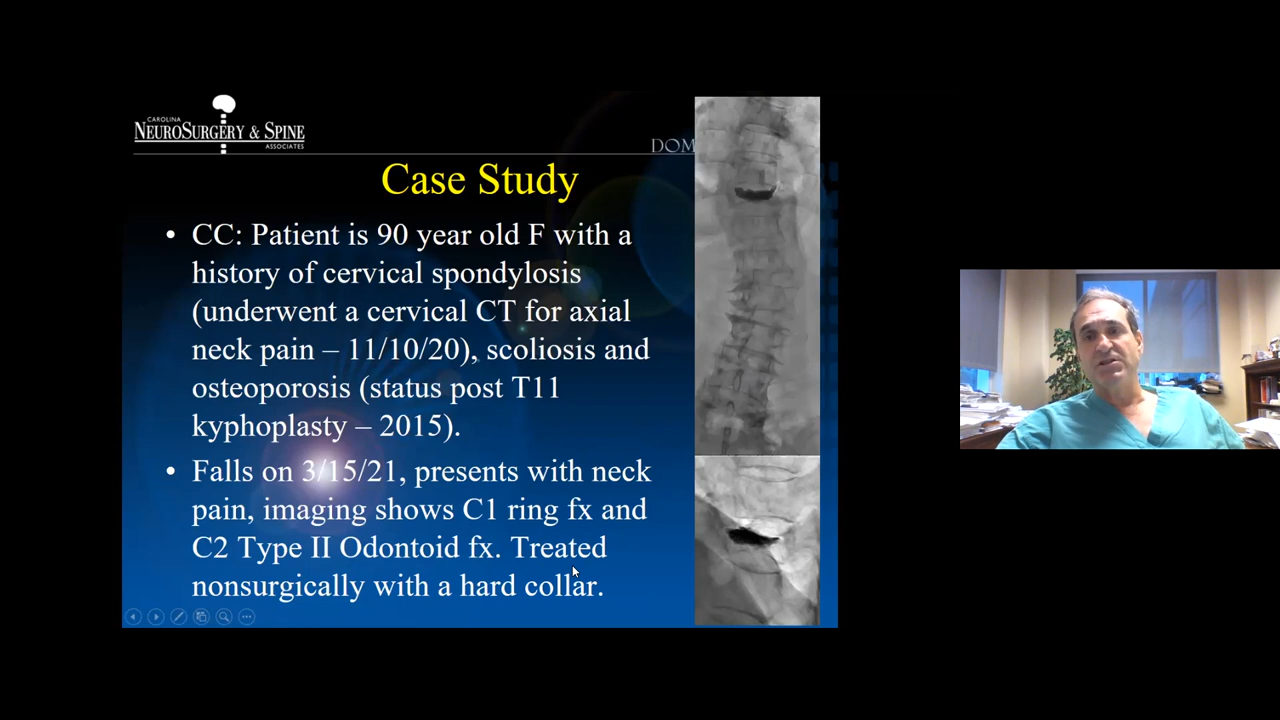 CAROLINA
NEUROSURGERY & SPINE
ASSOCIATES
DOM
Case Study
• CC: Patient is 90 year old F with a
history of cervical spondylosis
(underwent a cervical CT for axial
neck pain – 11/10/20), scoliosis and
osteoporosis (status post T11
kyphoplasty – 2015).
• Falls on 3/15/21, presents with neck
pain, imaging shows C1 ring fx and
C2 Type II Odontoid fx. Treated
nonsurgically with a hard collar.